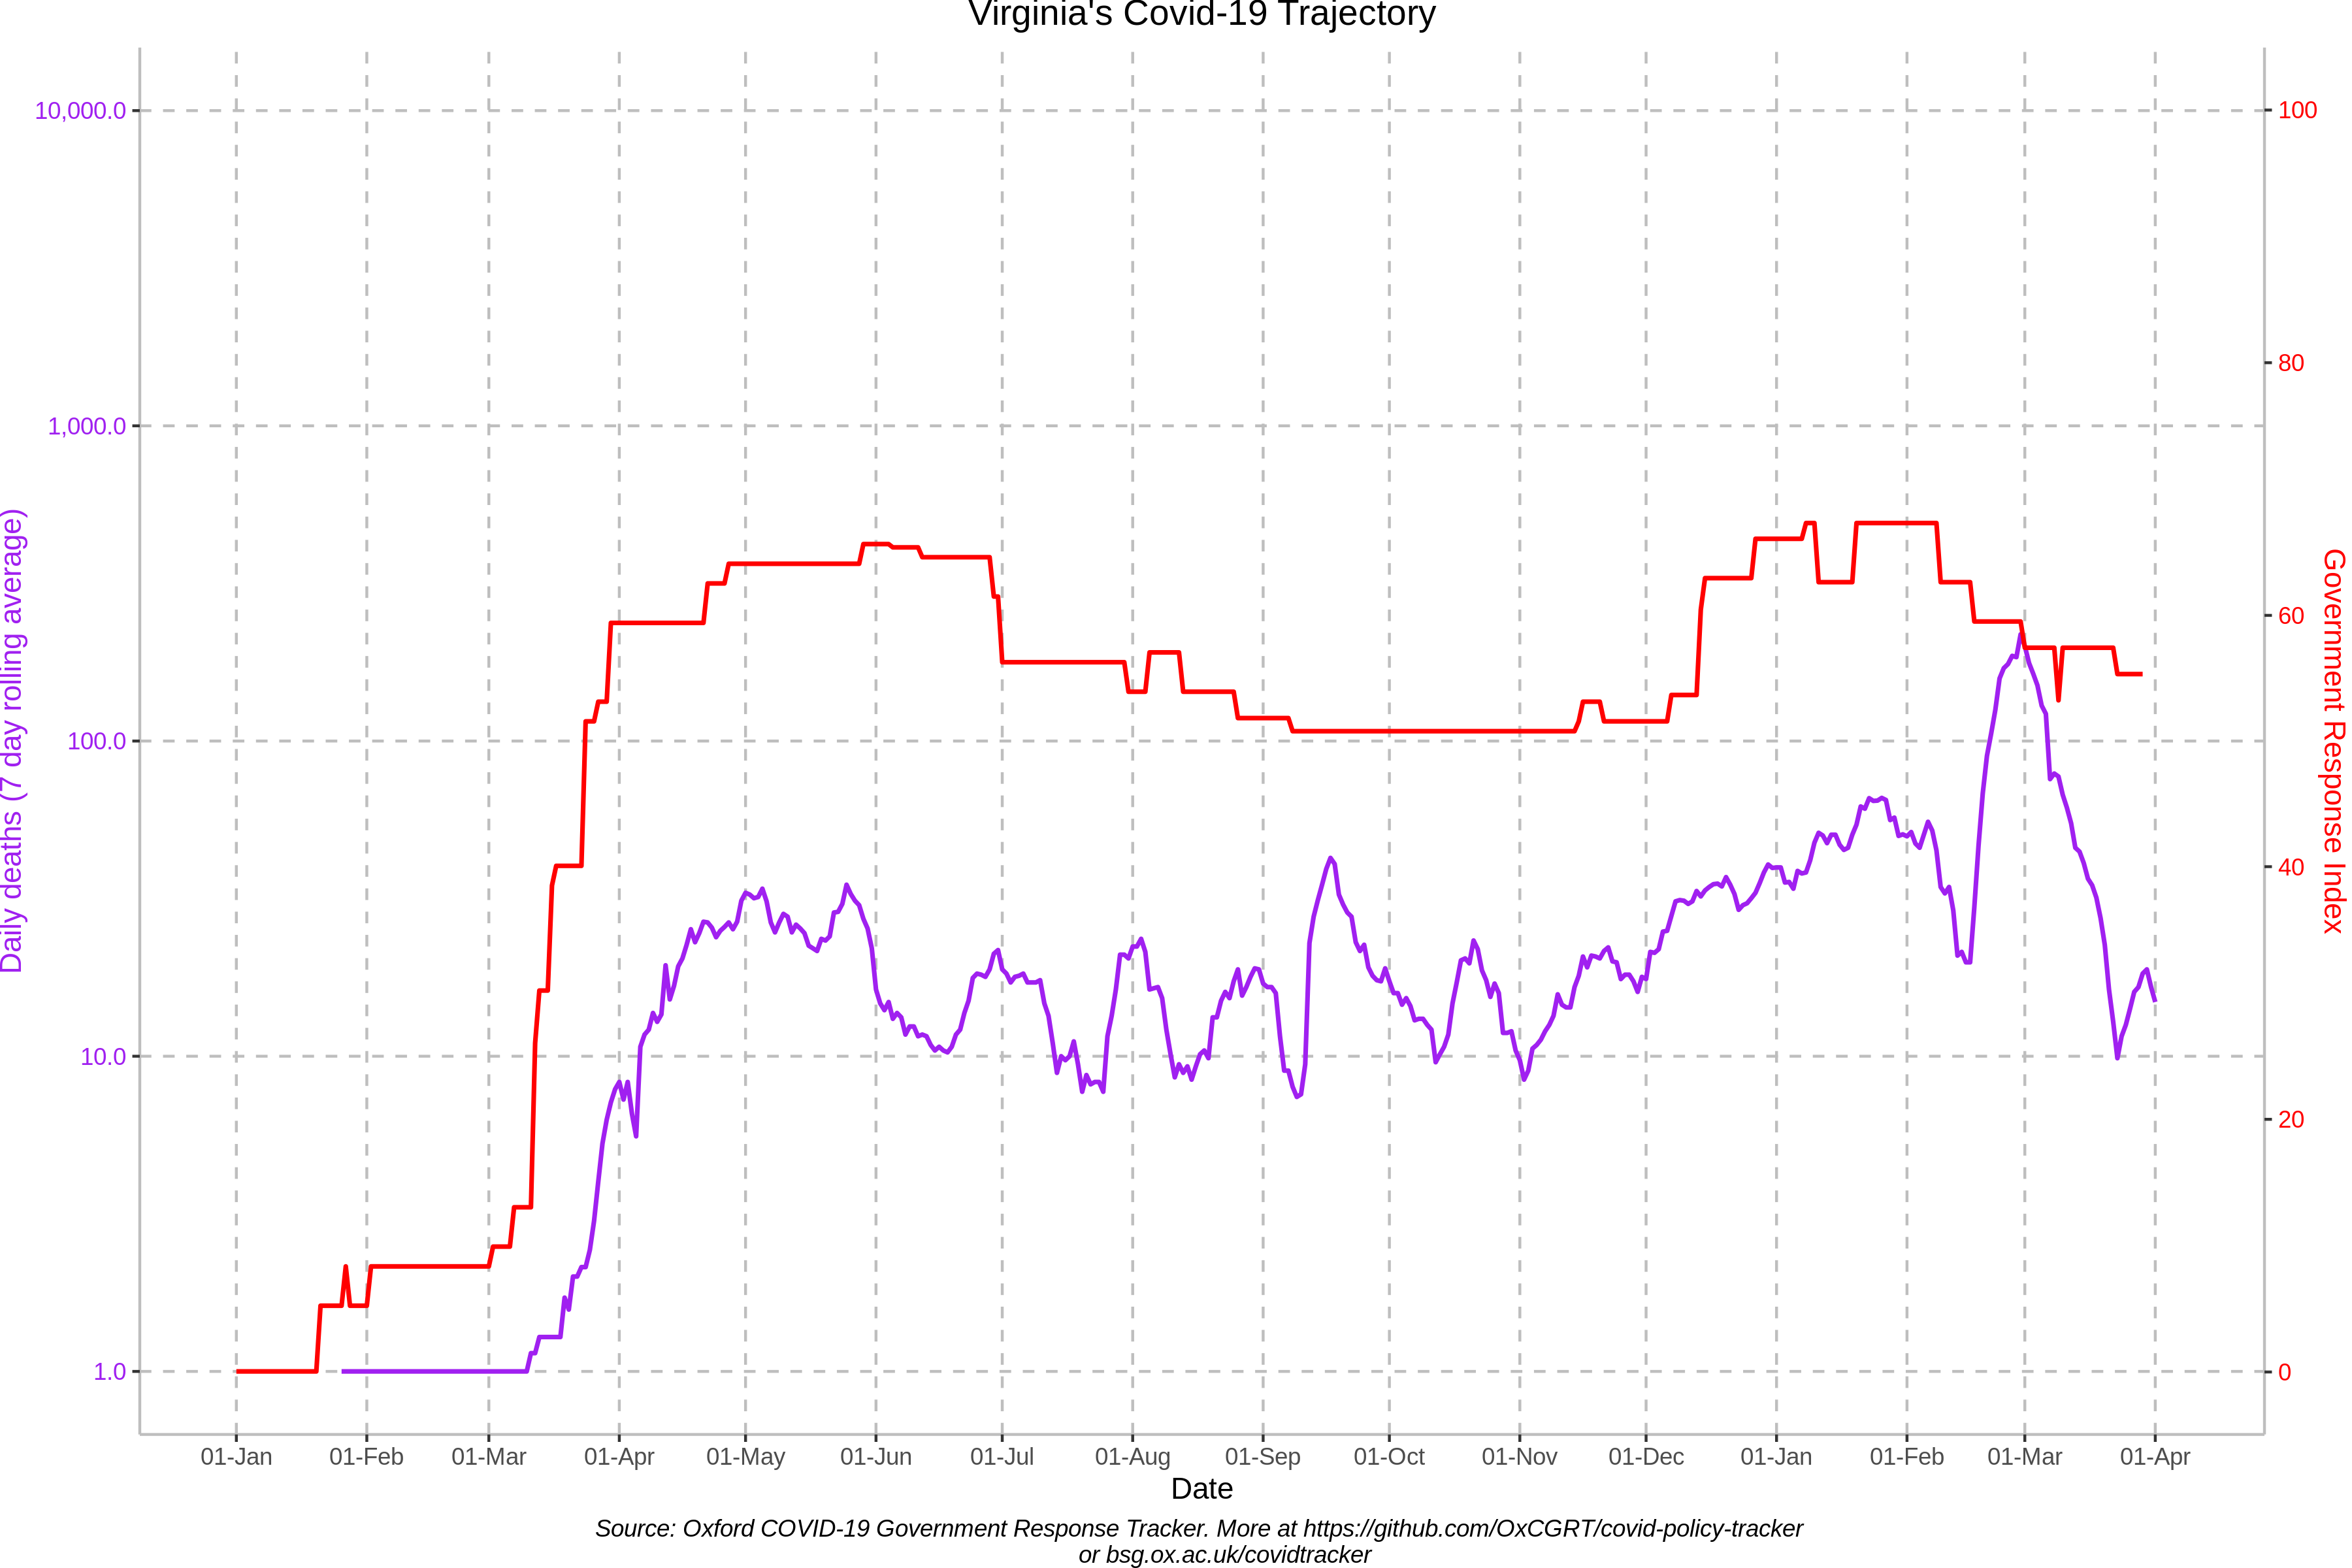 Virginia's Covid-19 Trajectory
10,000.0
1,000.0
100.0
10.0
1.0
Daily deaths (7 day rolling average)
100
80
60
40
20
0
Government Response Index
01-Jan 01-Feb 01-Mar 01-Apr 01-May 01-Jun 01-Jul 01-Aug 01-Sep 01-Oct 01-Nov 01-Dec 01-Jan 01-Feb 01-Mar 01-Apr
Date
Source: Oxford COVID-19 Government Response Tracker. More at https://github.com/OxCGRT/covid-policy-tracker
or bsg.ox.ac.uk/covidtracker